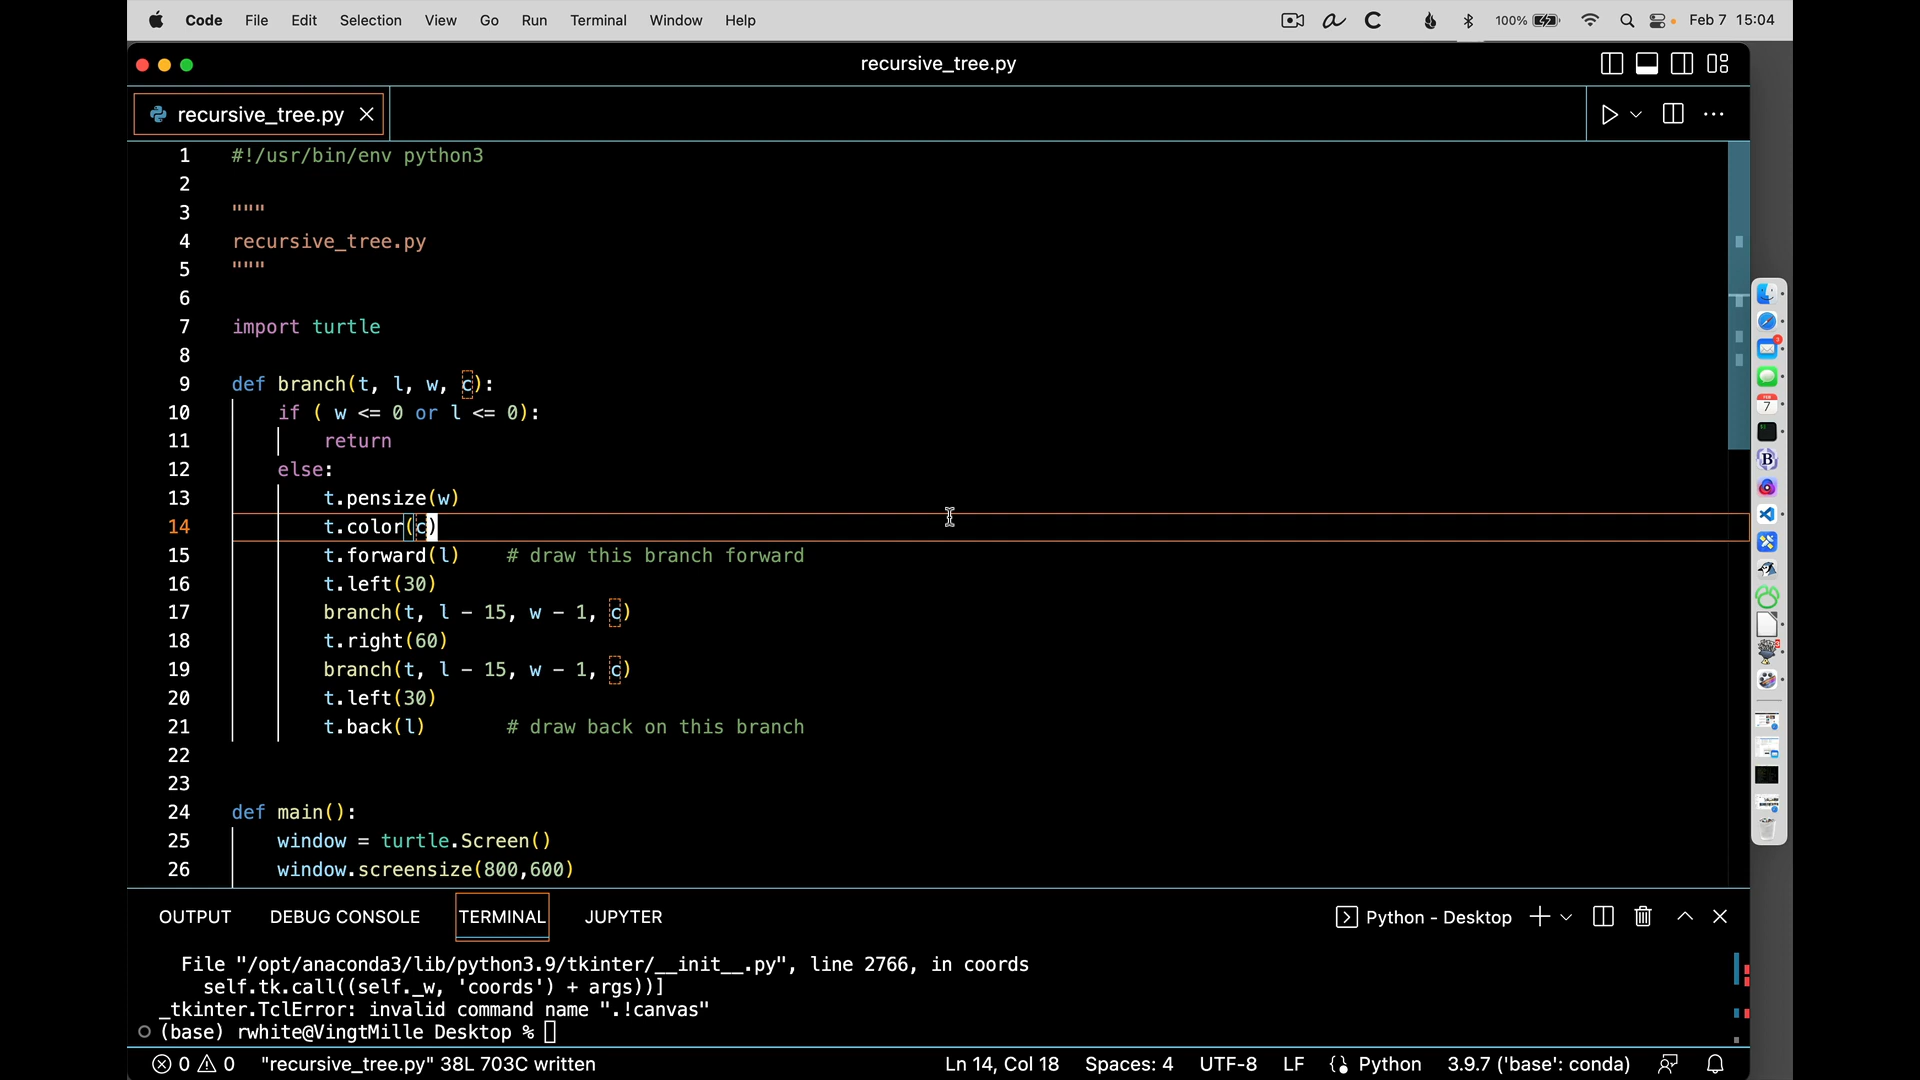 Code File Edit Selection View Go Run Terminal Window Help 100% Feb 7 15:04
recursive_tree.py
recursive_tree.py
1 #!/usr/bin/env python3
2
3 """
4 recursive_tree.py
5 """
6
7 import turtle
8
9 def branch(t, l, w, c):
10 if ( w <= 0 or l <= 0):
11 return
12 else:
13 t.pensize(w)
14 t.color(c)
15 t.forward(l) # draw this branch forward
16 t.left(30)
17 branch(t, l - 15, w - 1, c)
18 t.right(60)
19 branch(t, l - 15, w - 1, c)
20 t.left(30)
21 t.back(l) # draw back on this branch
22
23
24 def main():
25 window = turtle.Screen()
26 window.screensize(800,600)
OUTPUT DEBUG CONSOLE TERMINAL JUPYTER Python - Desktop
File "/opt/anaconda3/lib/python3.9/tkinter/__init__.py", line 2766, in coords
self.tk.call((self._w, 'coords') + args))]
_tkinter.TclError: invalid command name ".!canvas"
(base) rwhite@VingtMille Desktop %
0 0 "recursive_tree.py" 38L 703C written Ln 14, Col 18 Spaces: 4 UTF-8 LF Python 3.9.7 ('base': conda)